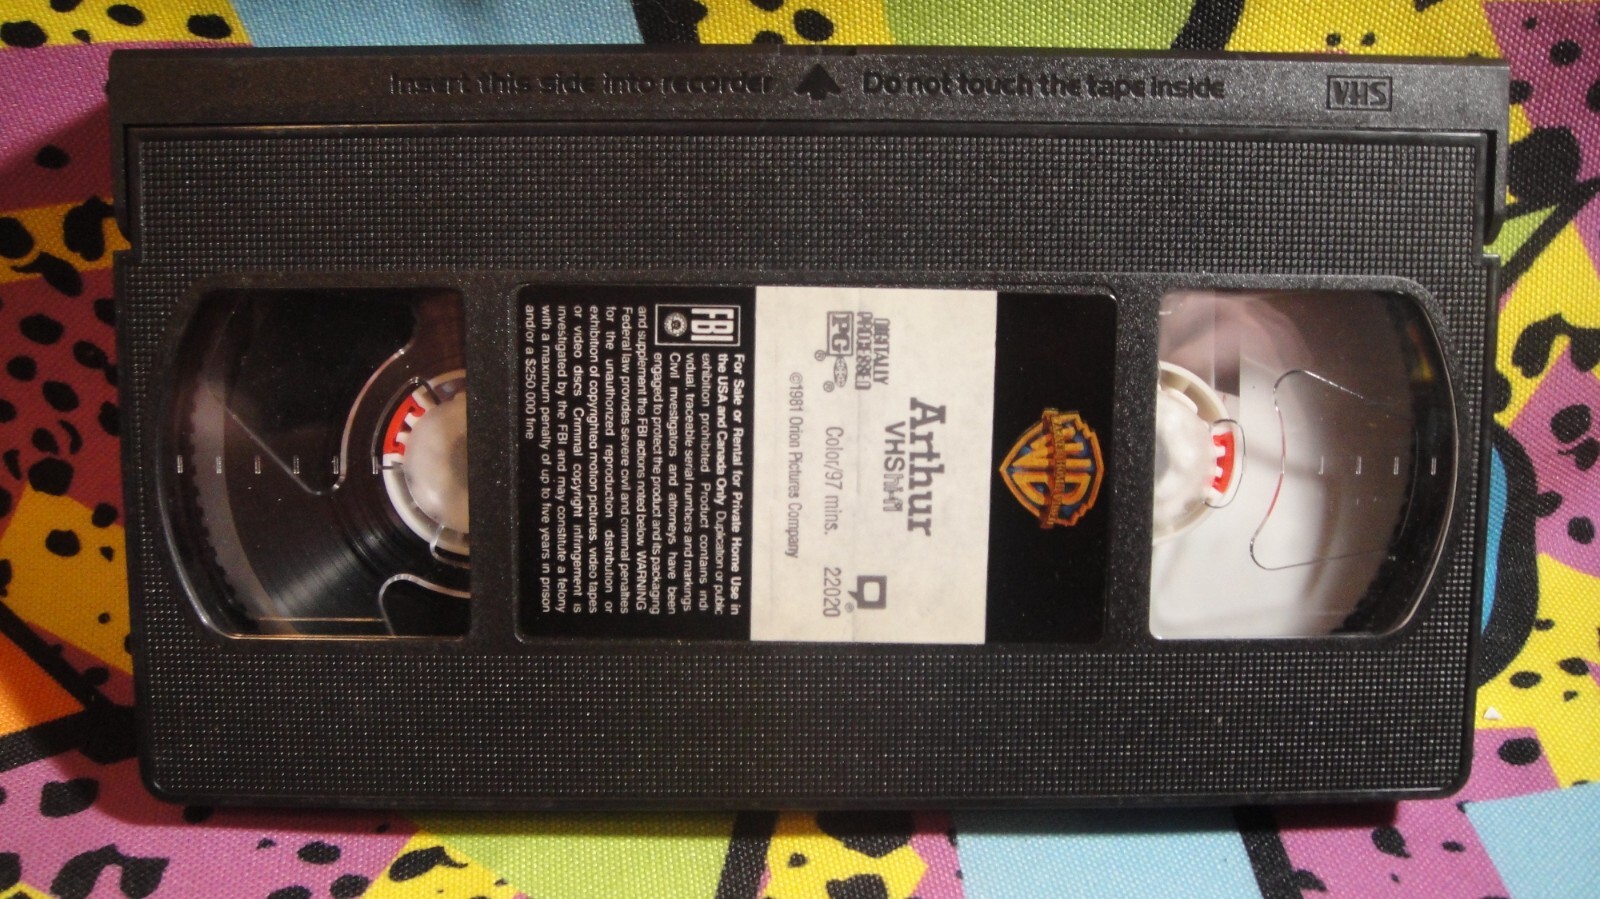 Insert this side into recorder Do not touch the tape inside VHS
WARNER BROS
Arthur
VHS hi-fi
DIGITALLY
PROCESSED
PG
Color/97 mins. 22020
©1981 Orion Pictures Company
FBI
For Sale or Rental for Private Home Use in
the USA and Canada Only Duplication or public
exhibition prohibited Product contains indi
vidual, traceable serial numbers and markings
Civil investigators and attorneys have been
engaged to protect the product and its packaging
and supplement the FBI actions noted below WARNING
Federal law provides severe civil and criminal penalties
for the unauthorized reproduction distribution or
exhibition of copyrighted motion pictures, video tapes
or video discs Criminal copyright infringement is
investigated by the FBI and may constitute a felony
with a maximum penalty of up to five years in prison
and/or a $250,000 fine